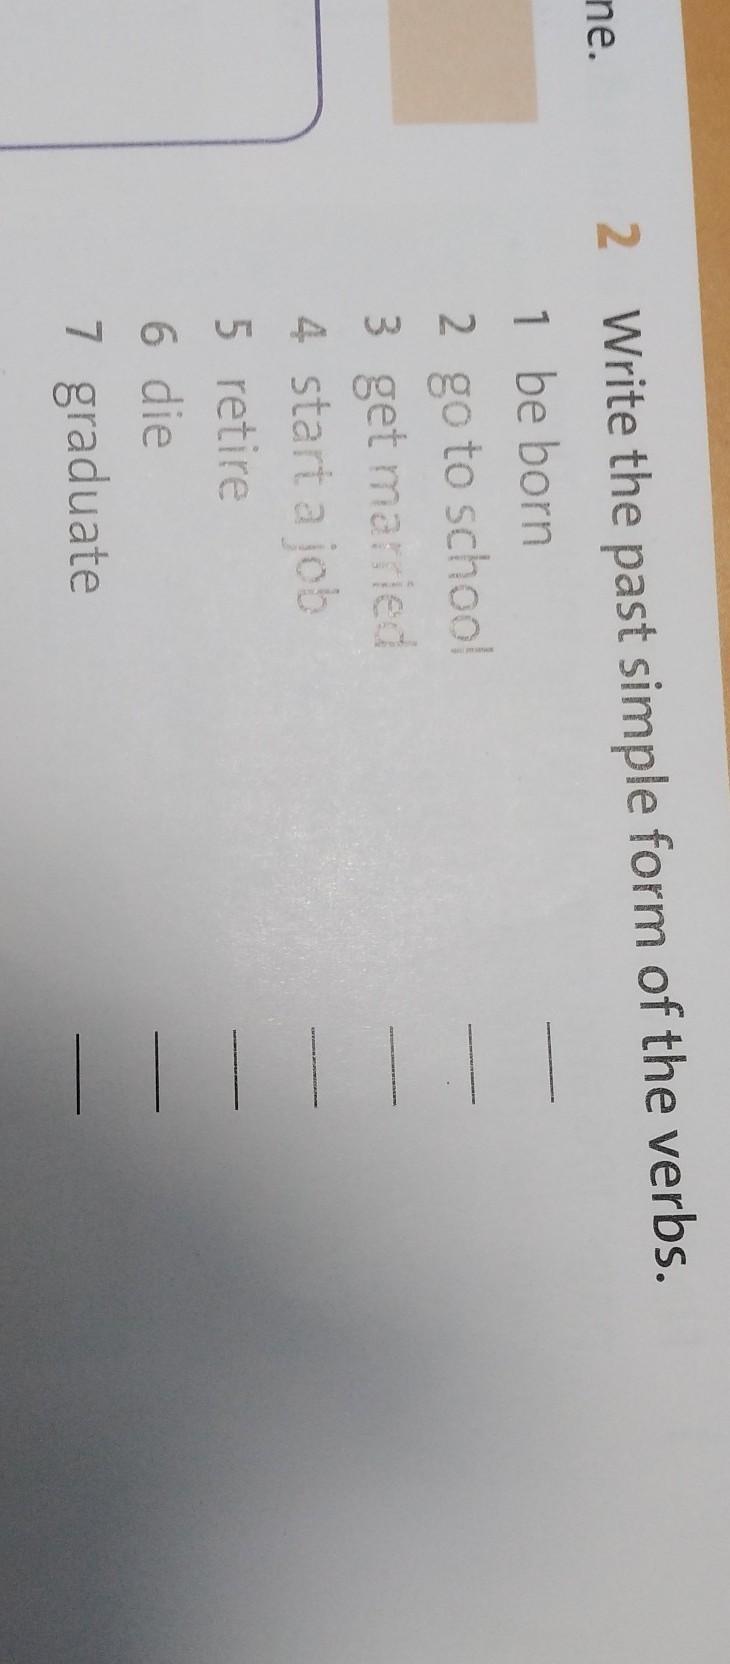 ne.
2 Write the past simple form of the verbs.
1 be born
2 go to school
3 get married
4 start a job
5 retire
6 die
7 graduate